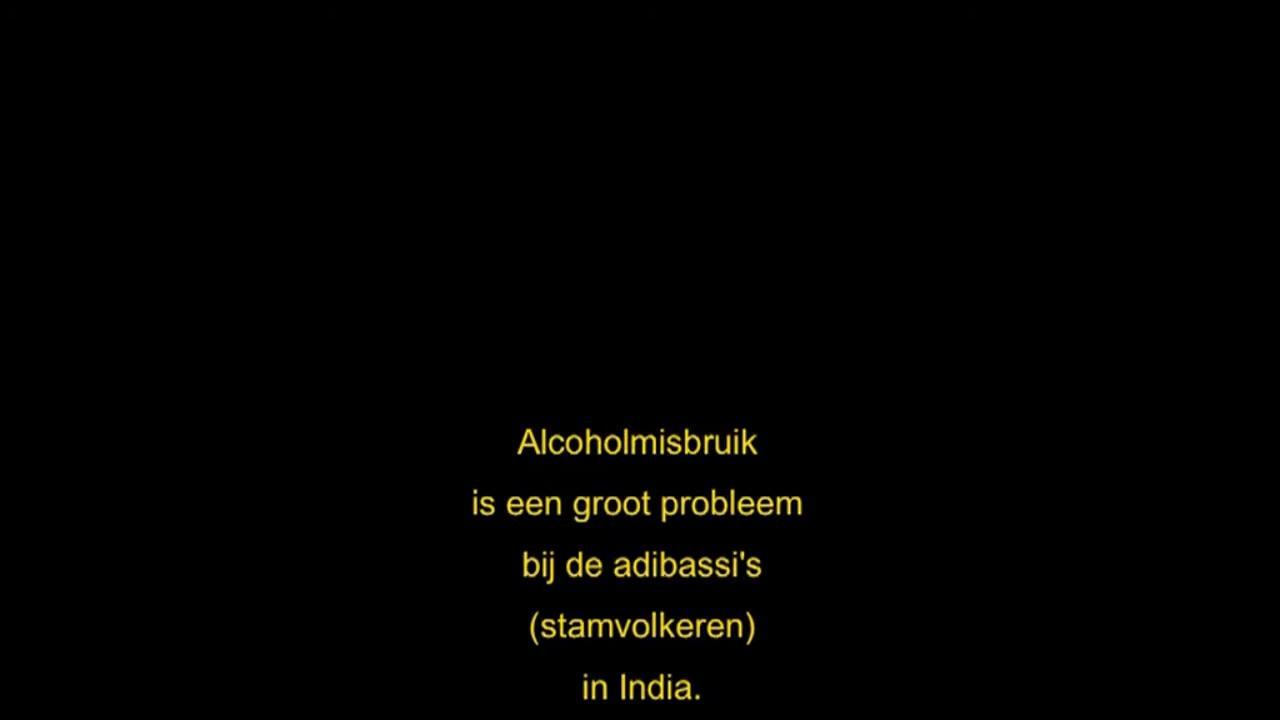 Alcoholmisbruik
is een groot probleem
bij de adibassi's
(stamvolkeren)
in India.